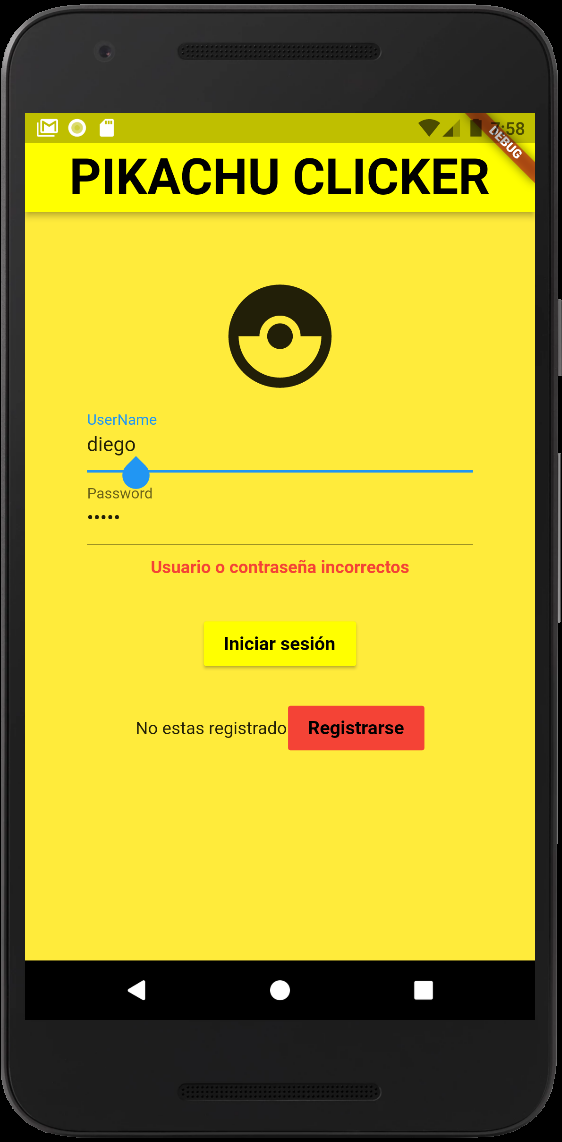 7:58
DEBUG
PIKACHU CLICKER
UserName
diego
Password
•••••
Usuario o contraseña incorrectos
Iniciar sesión
No estas registrado Registrarse